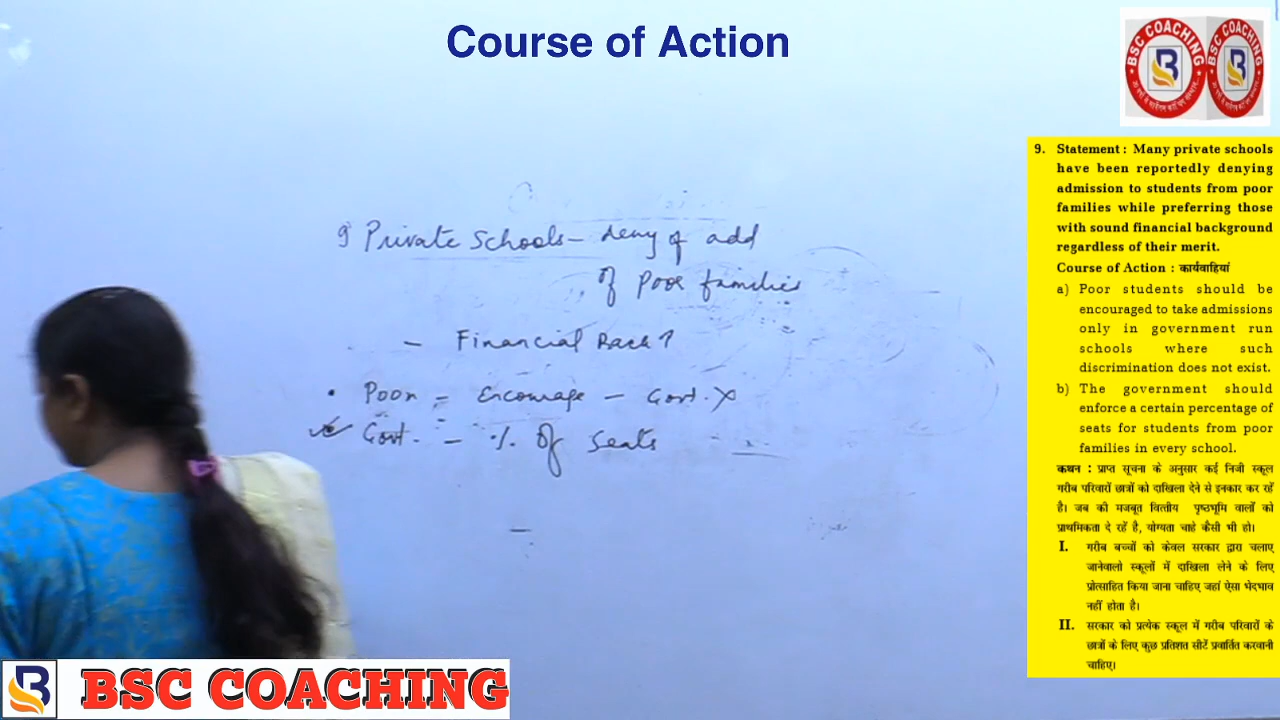 Course of Action
BSC COACHING
BSC COACHING
9 Private Schools - deny of add
of Poor families
- Financial Back ↑
• Poor - Encourage - Govt. X
✓ Govt. - % of seats
9. Statement : Many private schools
have been reportedly denying
admission to students from poor
families while preferring those
with sound financial background
regardless of their merit.
Course of Action : कार्यवाहियां
a) Poor students should be
encouraged to take admissions
only in government run
schools where such
discrimination does not exist.
b) The government should
enforce a certain percentage of
seats for students from poor
families in every school.
कथन : प्राप्त सूचना के अनुसार कई निजी स्कूल
गरीब परिवारों छात्रों को दाखिला देने से इनकार कर रहें
है। जब की मजबूत वित्तीय पृष्ठभूमि वालों को
प्राथमिकता दे रहें है, योग्यता चाहे कैसी भी हो।
I. गरीब बच्चों को केवल सरकार द्वारा चलाए
जानेवालो स्कूलों में दाखिला लेने के लिए
प्रोत्साहित किया जाना चाहिए जहां ऐसा भेदभाव
नहीं होता है।
II. सरकार को प्रत्येक स्कूल में गरीब परिवारों के
छात्रों के लिए कुछ प्रतिशत सीटें प्रवार्तित करवानी
चाहिए।
BSC COACHING